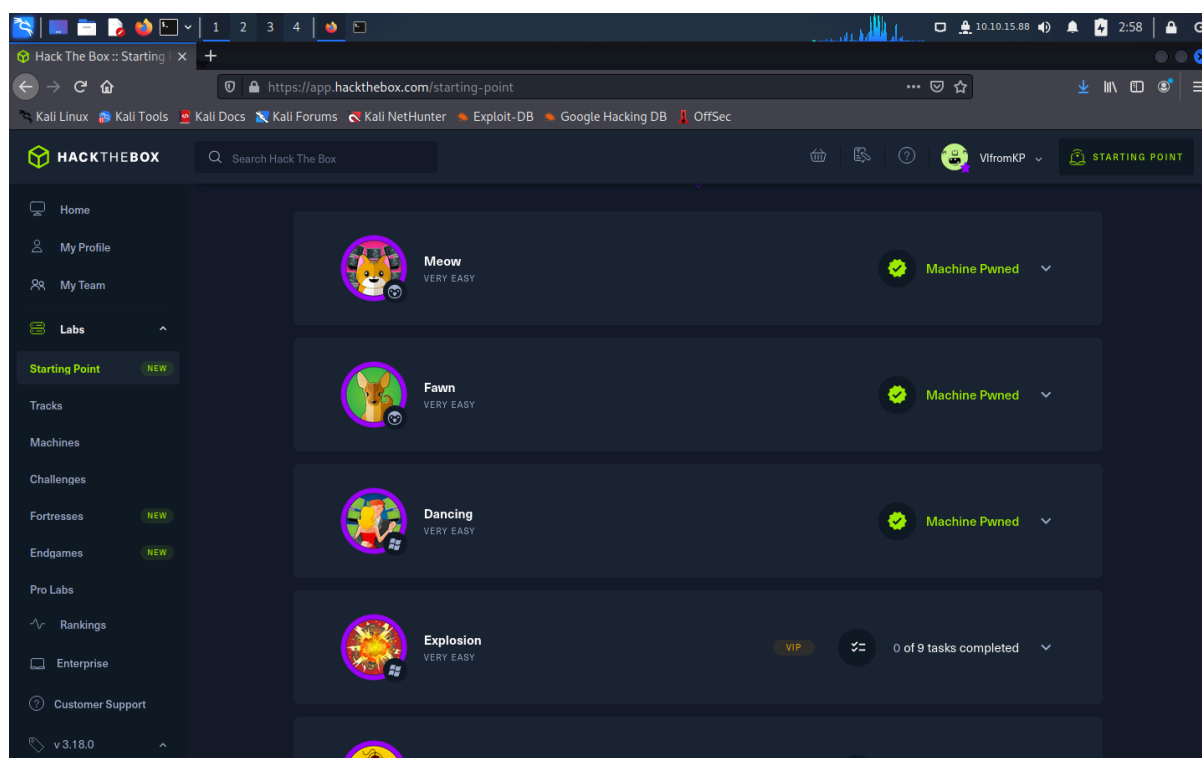 1 2 3 4 10.10.15.88 2:58 G
Hack The Box :: Starting
https://app.hackthebox.com/starting-point
Kali Linux Kali Tools Kali Docs Kali Forums Kali NetHunter Exploit-DB Google Hacking DB OffSec
HACKTHEBOX Search Hack The Box VIfromKP STARTING POINT
Home
My Profile
My Team
Labs
Starting Point NEW
Tracks
Machines
Challenges
Fortresses NEW
Endgames NEW
Pro Labs
Rankings
Enterprise
Customer Support
v 3.18.0
Meow
VERY EASY
Machine Pwned
Fawn
VERY EASY
Machine Pwned
Dancing
VERY EASY
Machine Pwned
Explosion
VERY EASY
VIP 0 of 9 tasks completed